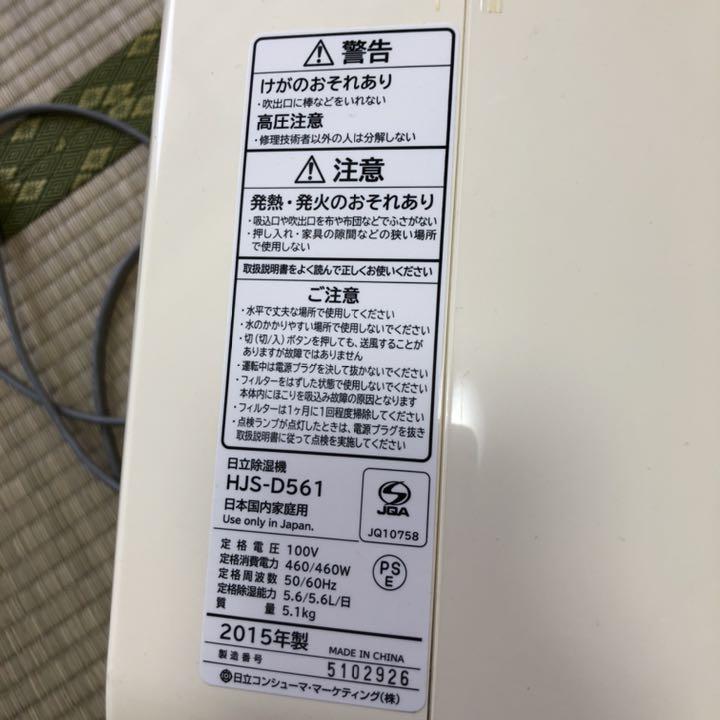 警告
けがのおそれあり
・吹出口に棒などをいれない
高圧注意
・修理技術者以外の人は分解しない
注意
発熱・発火のおそれあり
・吸込口や吹出口を布や布団などでふさがない
・押し入れ・家具の隙間などの狭い場所
で使用しない
取扱説明書をよく読んで正しくお使いください
ご注意
・水平で丈夫な場所で使用してください
・水のかかりやすい場所で使用しないでください
・切(切/入)ボタンを押しても、送風することが
ありますが故障ではありません
・運転中は電源プラグを決して抜かないでください
・フィルターをはずした状態で使用しないでください
本体内にほこりを吸込み故障の原因となります
・フィルターは1ヶ月に1回程度掃除してください
・点検ランプが点灯したときは、電源プラグを抜き
取扱説明書に従って点検を実施してください
日立除湿機
HJS-D561
日本国内家庭用
Use only in Japan.
JQA
JQ10758
定格電圧 100V
定格消費電力 460/460W
定格周波数 50/60Hz
定格除湿能力 5.6/5.6L/日
質量 5.1kg
PS
E
2015年製 MADE IN CHINA
製造番号 5102926
日立コンシューマ・マーケティング(株)